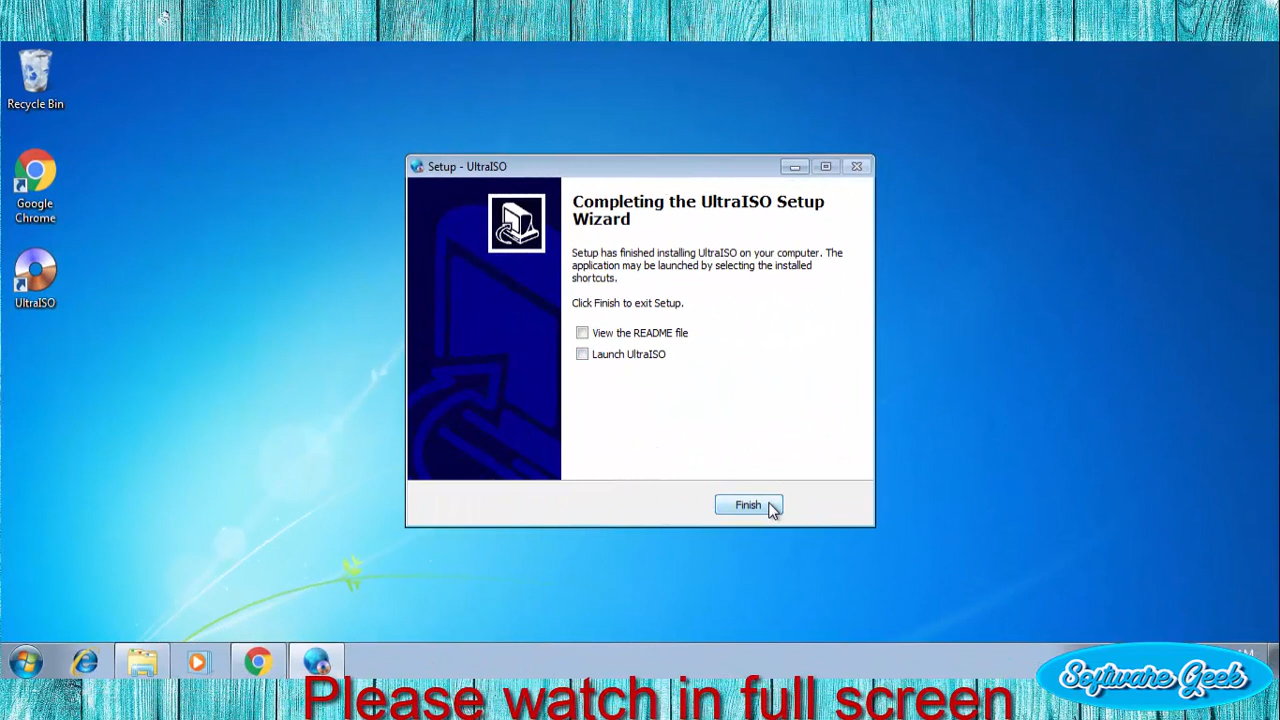 Recycle Bin
Google
Chrome
UltraISO
Setup - UltraISO
Completing the UltraISO Setup
Wizard
Setup has finished installing UltraISO on your computer. The
application may be launched by selecting the installed
shortcuts.
Click Finish to exit Setup.
View the README file
Launch UltraISO
Finish
Software Geek
Please watch in full screen